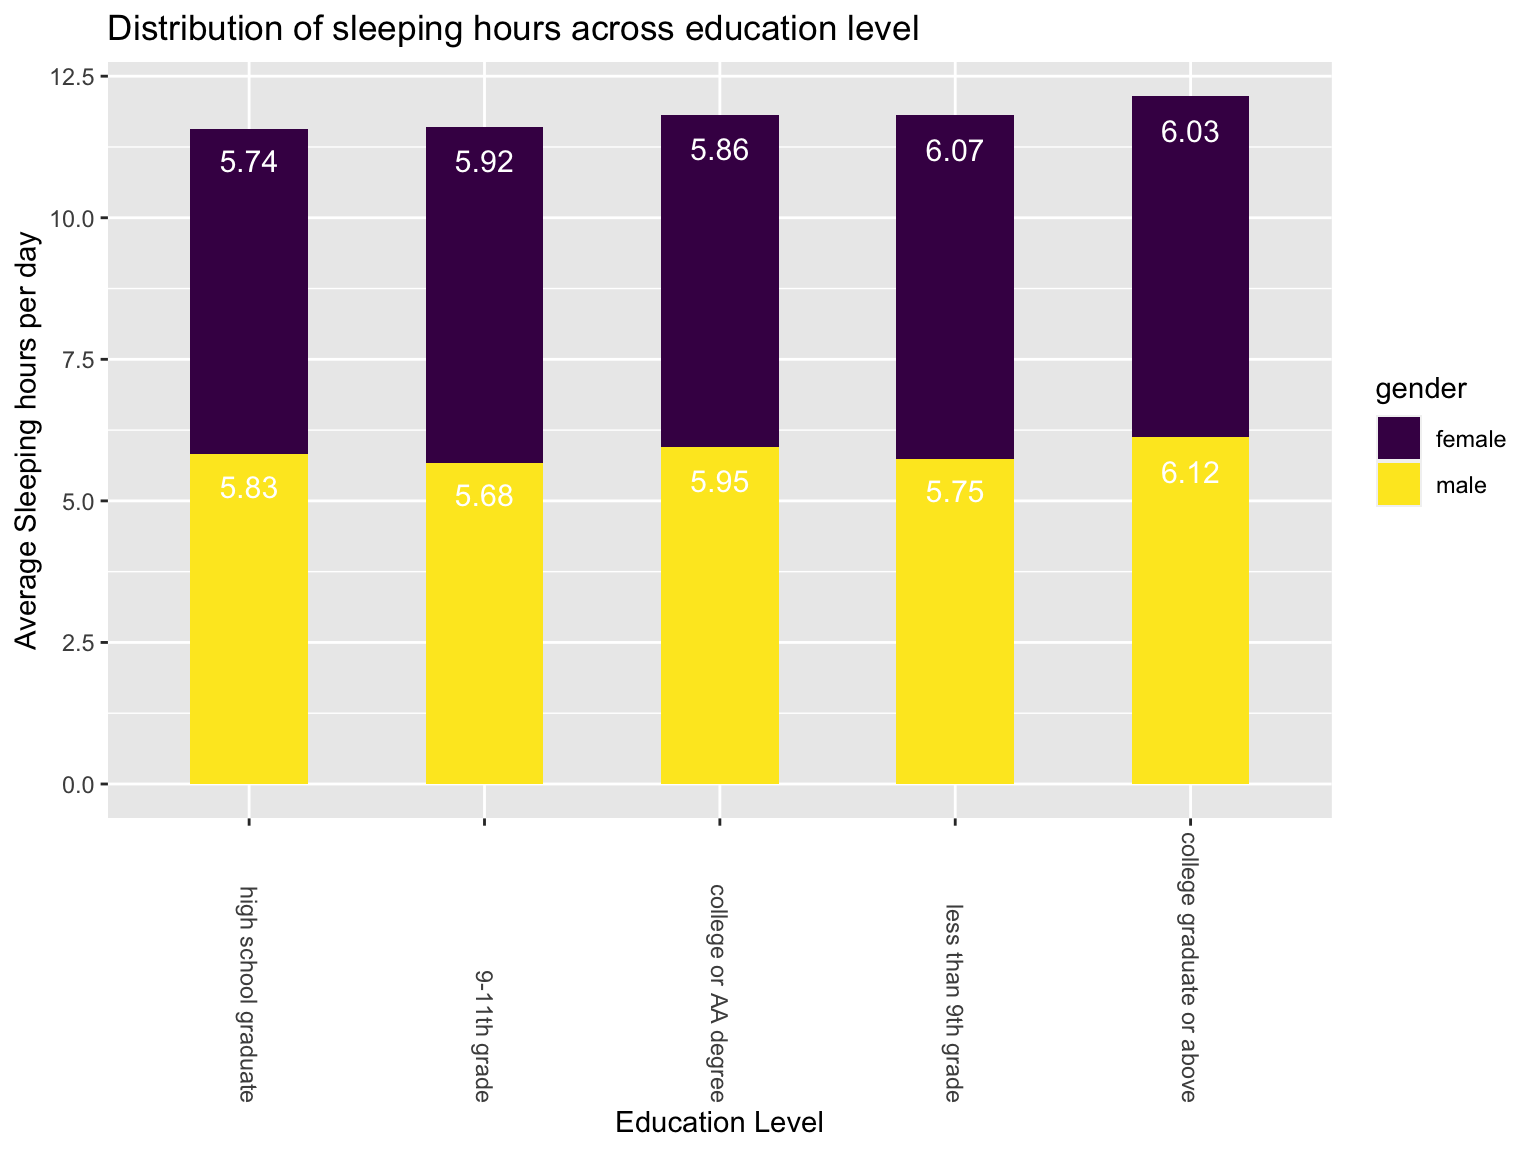 Distribution of sleeping hours across education level
Average Sleeping hours per day
12.5
10.0
7.5
5.0
2.5
0.0
5.74
5.92
5.86
6.07
6.03
5.83
5.68
5.95
5.75
6.12
high school graduate
9-11th grade
college or AA degree
less than 9th grade
college graduate or above
Education Level
gender
female
male